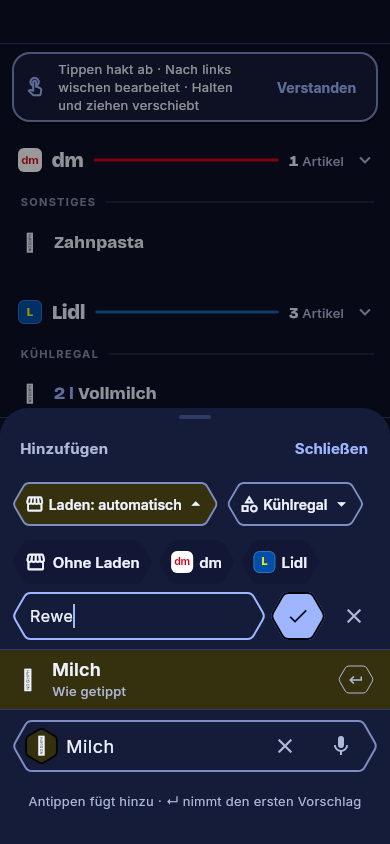 Tippen hakt ab · Nach links
wischen bearbeitet · Halten
und ziehen verschiebt
Verstanden
dm dm 1 Artikel
SONSTIGES
Zahnpasta
L Lidl 3 Artikel
KÜHLREGAL
2 l Vollmilch
Hinzufügen Schließen
Laden: automatisch Kühlregal
Ohne Laden dm dm L Lidl
Rewe
Milch
Wie getippt
Milch
Antippen fügt hinzu · ↵ nimmt den ersten Vorschlag